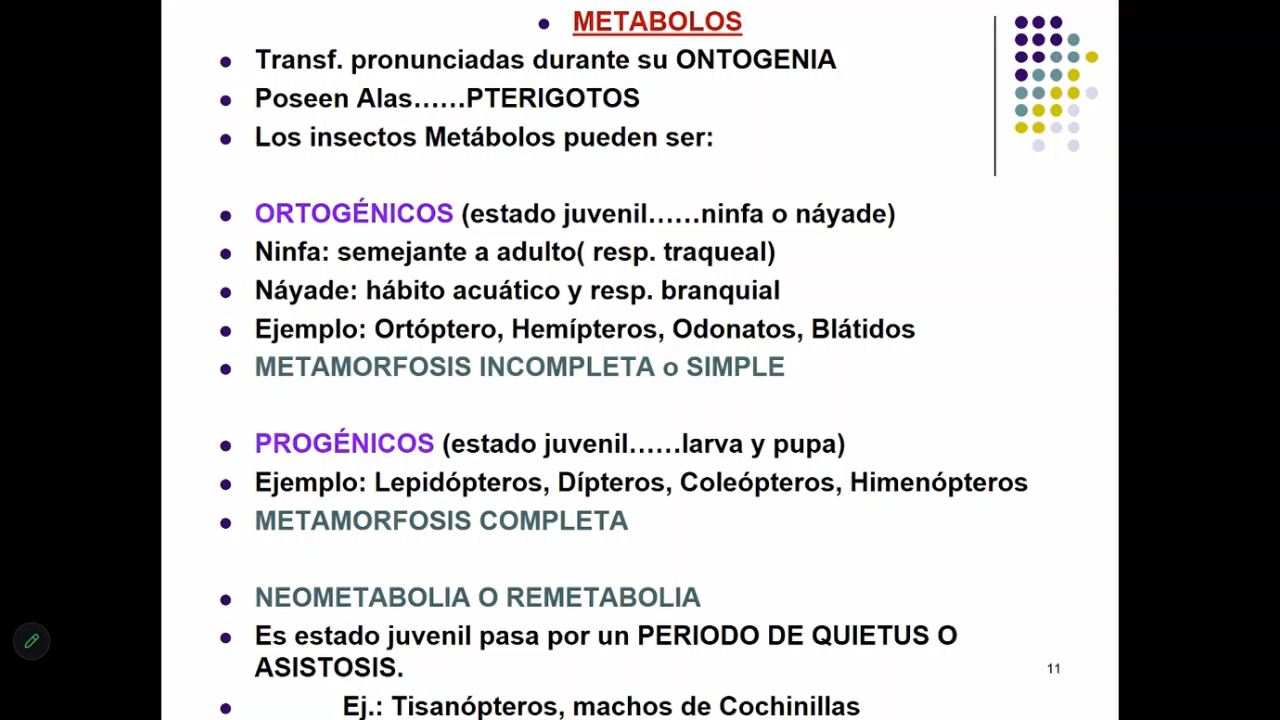 METABOLOS
Transf. pronunciadas durante su ONTOGENIA
Poseen Alas……PTERIGOTOS
Los insectos Metábolos pueden ser:
ORTOGÉNICOS (estado juvenil……ninfa o náyade)
Ninfa: semejante a adulto( resp. traqueal)
Náyade: hábito acuático y resp. branquial
Ejemplo: Ortóptero, Hemípteros, Odonatos, Blátidos
METAMORFOSIS INCOMPLETA o SIMPLE
PROGÉNICOS (estado juvenil……larva y pupa)
Ejemplo: Lepidópteros, Dípteros, Coleópteros, Himenópteros
METAMORFOSIS COMPLETA
NEOMETABOLIA O REMETABOLIA
Es estado juvenil pasa por un PERIODO DE QUIETUS O
ASISTOSIS.
11
Ej.: Tisanópteros, machos de Cochinillas